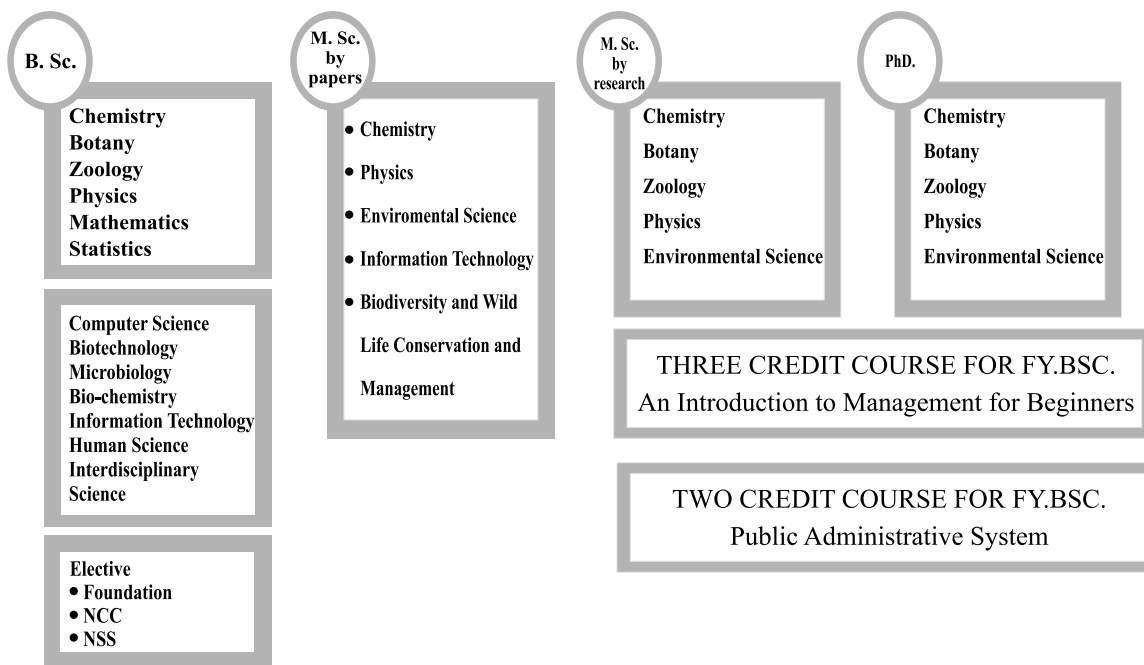 B. Sc.
Chemistry
Botany
Zoology
Physics
Mathematics
Statistics
Computer Science
Biotechnology
Microbiology
Bio-chemistry
Information Technology
Human Science
Interdisciplinary
Science
Elective
• Foundation
• NCC
• NSS
M. Sc.
by
papers
• Chemistry
• Physics
• Enviromental Science
• Information Technology
• Biodiversity and Wild
Life Conservation and
Management
M. Sc.
by
research
Chemistry
Botany
Zoology
Physics
Environmental Science
PhD.
Chemistry
Botany
Zoology
Physics
Environmental Science
THREE CREDIT COURSE FOR FY.BSC.
An Introduction to Management for Beginners
TWO CREDIT COURSE FOR FY.BSC.
Public Administrative System